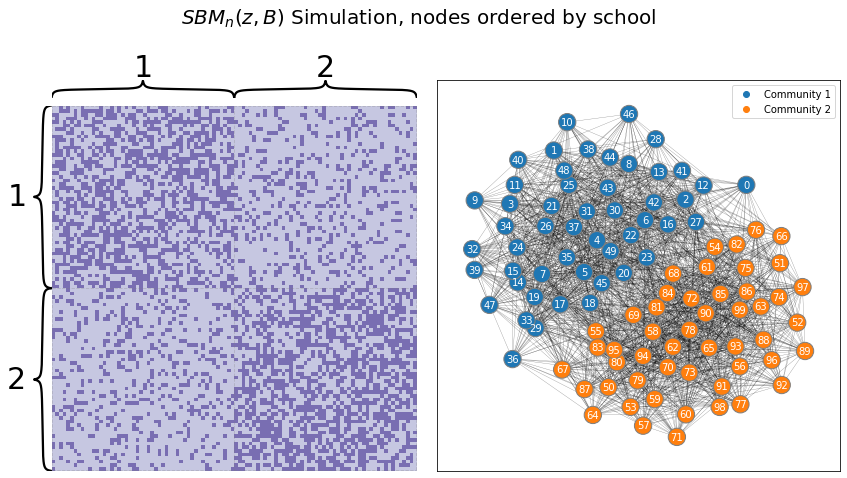 SBM_n(z, B) Simulation, nodes ordered by school
1 2
1
2
Community 1
Community 2
46
10
28
1 38
44
40 8
48 13 41
11 25 43 12 0
9 3 21 42 2
31 30
34 26 37 6 16 27 76
22 66
32 24 4 54 82
49
35 23 51
39 15 7 5 20 68 61 75
14 45 97
19 84 85 86 74
47 17 18 72
81 99 63
69 90
33 52
29 55 58 78
83 88
95 62 65 93 89
36 94 96
80
67 70 73 56
79
87 50 91 92
59
53 98 77
64 60
57
71